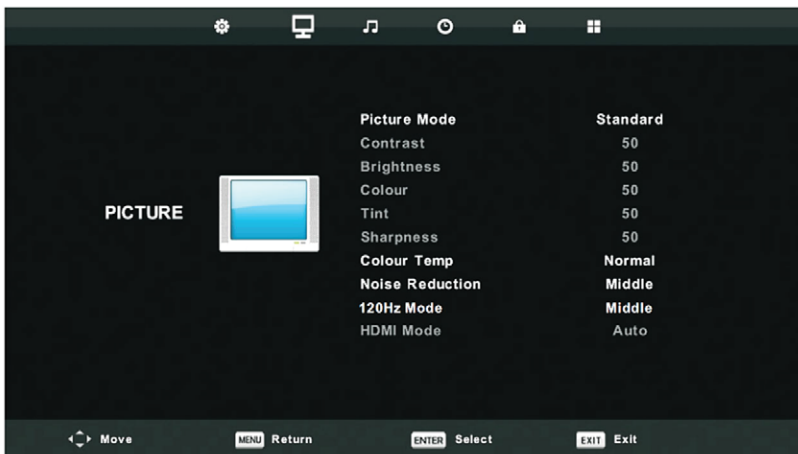 Picture Mode Standard
Contrast 50
Brightness 50
Colour 50
PICTURE
Tint 50
Sharpness 50
Colour Temp Normal
Noise Reduction Middle
120Hz Mode Middle
HDMI Mode Auto
Move MENU Return ENTER Select EXIT Exit